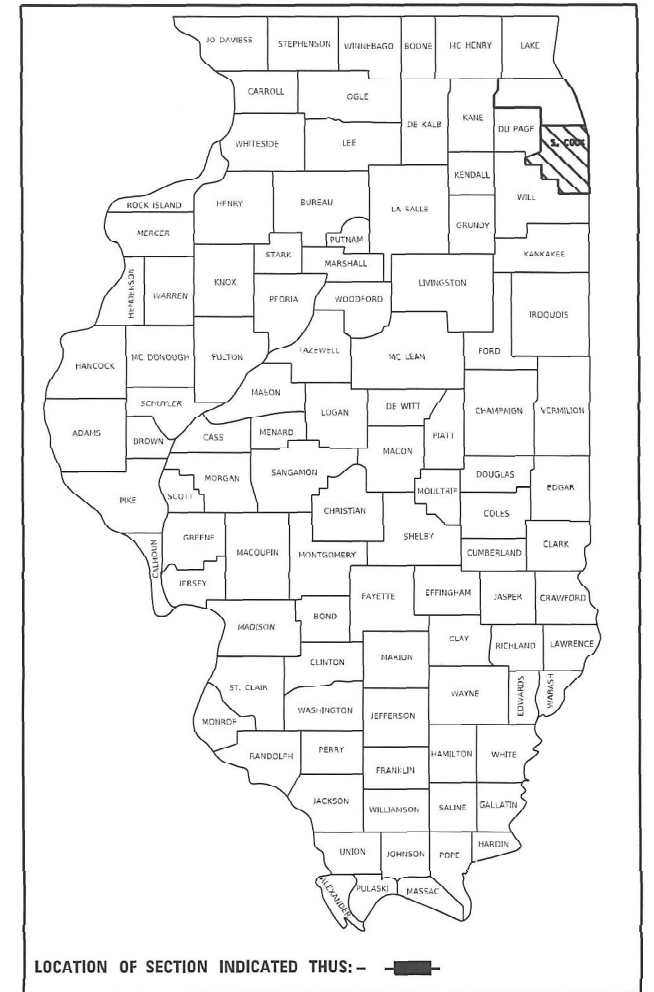 JO DAVIESS STEPHENSON WINNEBAGO BOONE MC HENRY LAKE
CARROLL OGLE DE KALB KANE DU PAGE S. COOK
WHITESIDE LEE
KENDALL WILL
ROCK ISLAND HENRY BUREAU LA SALLE GRUNDY
MERCER PUTNAM
STARK MARSHALL KANKAKEE
HENDERSON WARREN KNOX PEORIA WOODFORD LIVINGSTON IROQUOIS
HANCOCK MC DONOUGH FULTON TAZEWELL MC LEAN FORD
SCHUYLER MASON LOGAN DE WITT CHAMPAIGN VERMILION
ADAMS BROWN CASS MENARD MACON PIATT
PIKE SCOTT MORGAN SANGAMON MOULTRIE DOUGLAS EDGAR
CHRISTIAN COLES
CALHOUN GREENE MACOUPIN MONTGOMERY SHELBY CUMBERLAND CLARK
JERSEY FAYETTE EFFINGHAM JASPER CRAWFORD
MADISON BOND
CLINTON MARION CLAY RICHLAND LAWRENCE
ST. CLAIR WAYNE EDWARDS WABASH
MONROE WASHINGTON JEFFERSON
RANDOLPH PERRY FRANKLIN HAMILTON WHITE
JACKSON WILLIAMSON SALINE GALLATIN
UNION JOHNSON POPE HARDIN
ALEXANDER PULASKI MASSAC
LOCATION OF SECTION INDICATED THUS:–